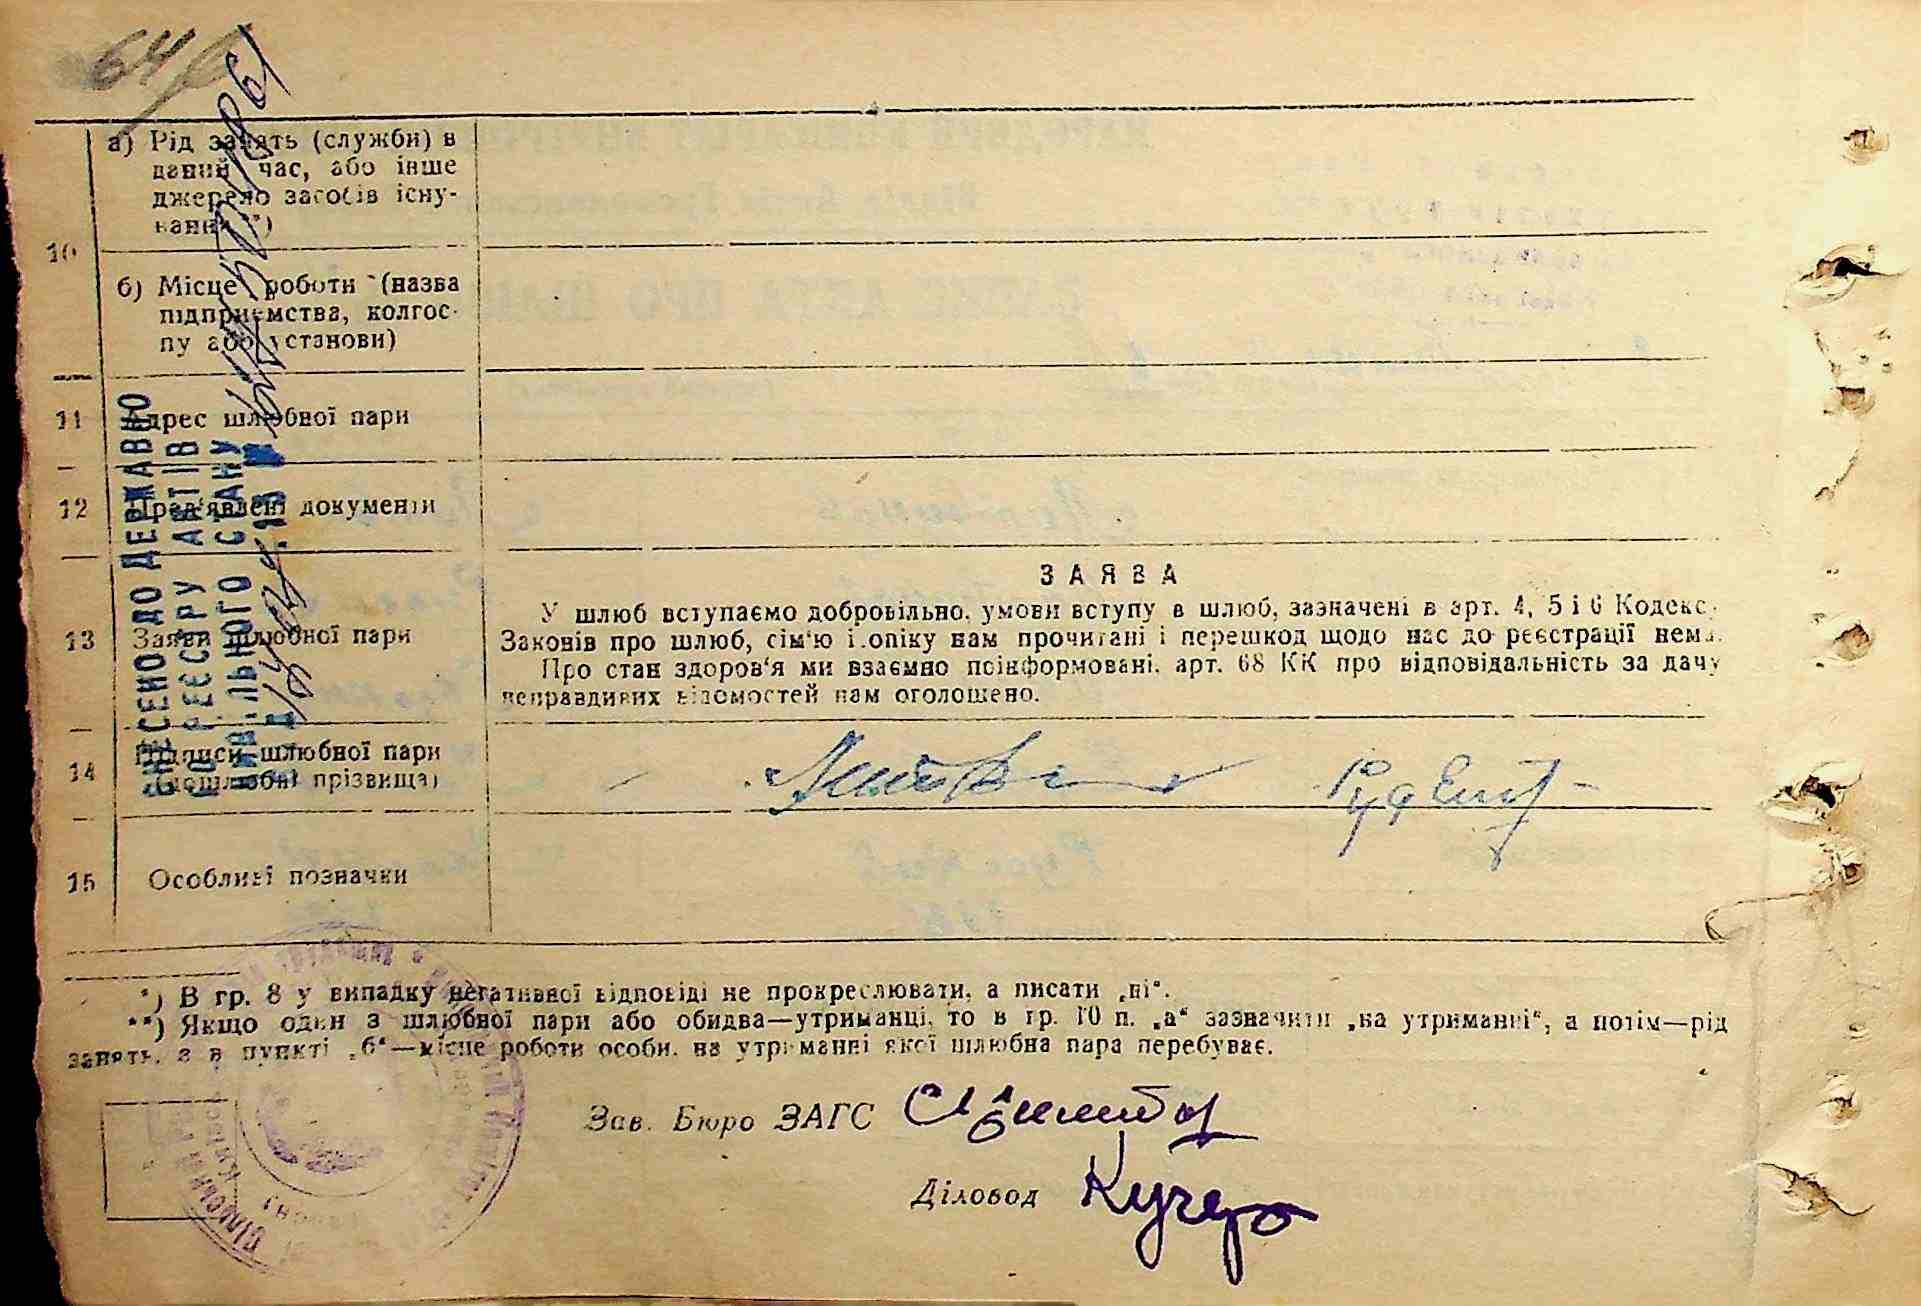 646
10
а) Рід занять (служби) в
даний час, або інше
джерело засобів існу-
вання **)
б) Місце роботи (назва
підприємства, колгос-
пу або установи)
11
Адрес шлюбної пари
12
Пред'явлені документи
13
Заяви шлюбної пари
ЗАЯВА
У шлюб вступаємо добровільно, умови вступу в шлюб, зазначені в арт. 4, 5 і 6 Кодексу
Законів про шлюб, сім'ю і опіку нам прочитані і перешкод щодо нас до реєстрації нема.
Про стан здоров'я ми взаємно поінформовані, арт. 68 КК про відповідальність за дачу
неправдивих відомостей нам оголошено.
14
Підписи шлюбної пари
(дошлюбні прізвища)
15
Особливі позначки
ВНЕСЕНО ДО ДЕРЖАВНО
ГО РЕЄСТРУ АКТІВ
ЦИВІЛЬНОГО СТАНУ
*) В гр. 8 у випадку негативної відповіді не прокреслювати, а писати „ні“.
**) Якщо один з шлюбної пари або обидва—утриманці, то в гр. 10 п. „а“ зазначити „на утриманні“, а потім—рід
занять, а в пункті „б“—місце роботи особи, на утриманні якої шлюбна пара перебуває.
Зав. Бюро ЗАГС
Діловод Кучер